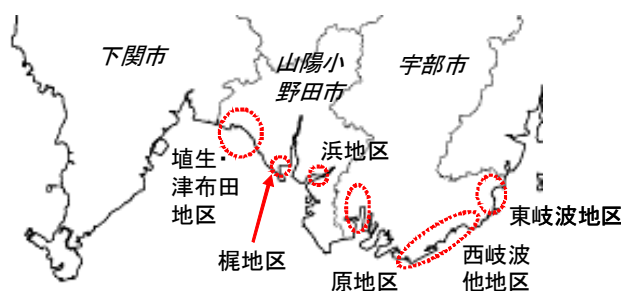 下関市
山陽小
野田市
宇部市
埴生・
津布田
地区
浜地区
梶地区
原地区
西岐波
他地区
東岐波地区